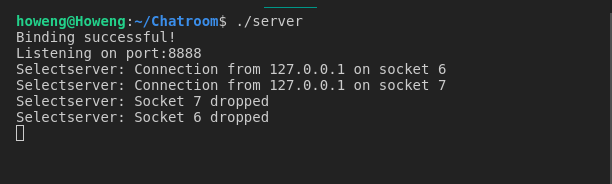 howeng@Howeng:~/Chatroom$ ./server
Binding successful!
Listening on port:8888
Selectserver: Connection from 127.0.0.1 on socket 6
Selectserver: Connection from 127.0.0.1 on socket 7
Selectserver: Socket 7 dropped
Selectserver: Socket 6 dropped